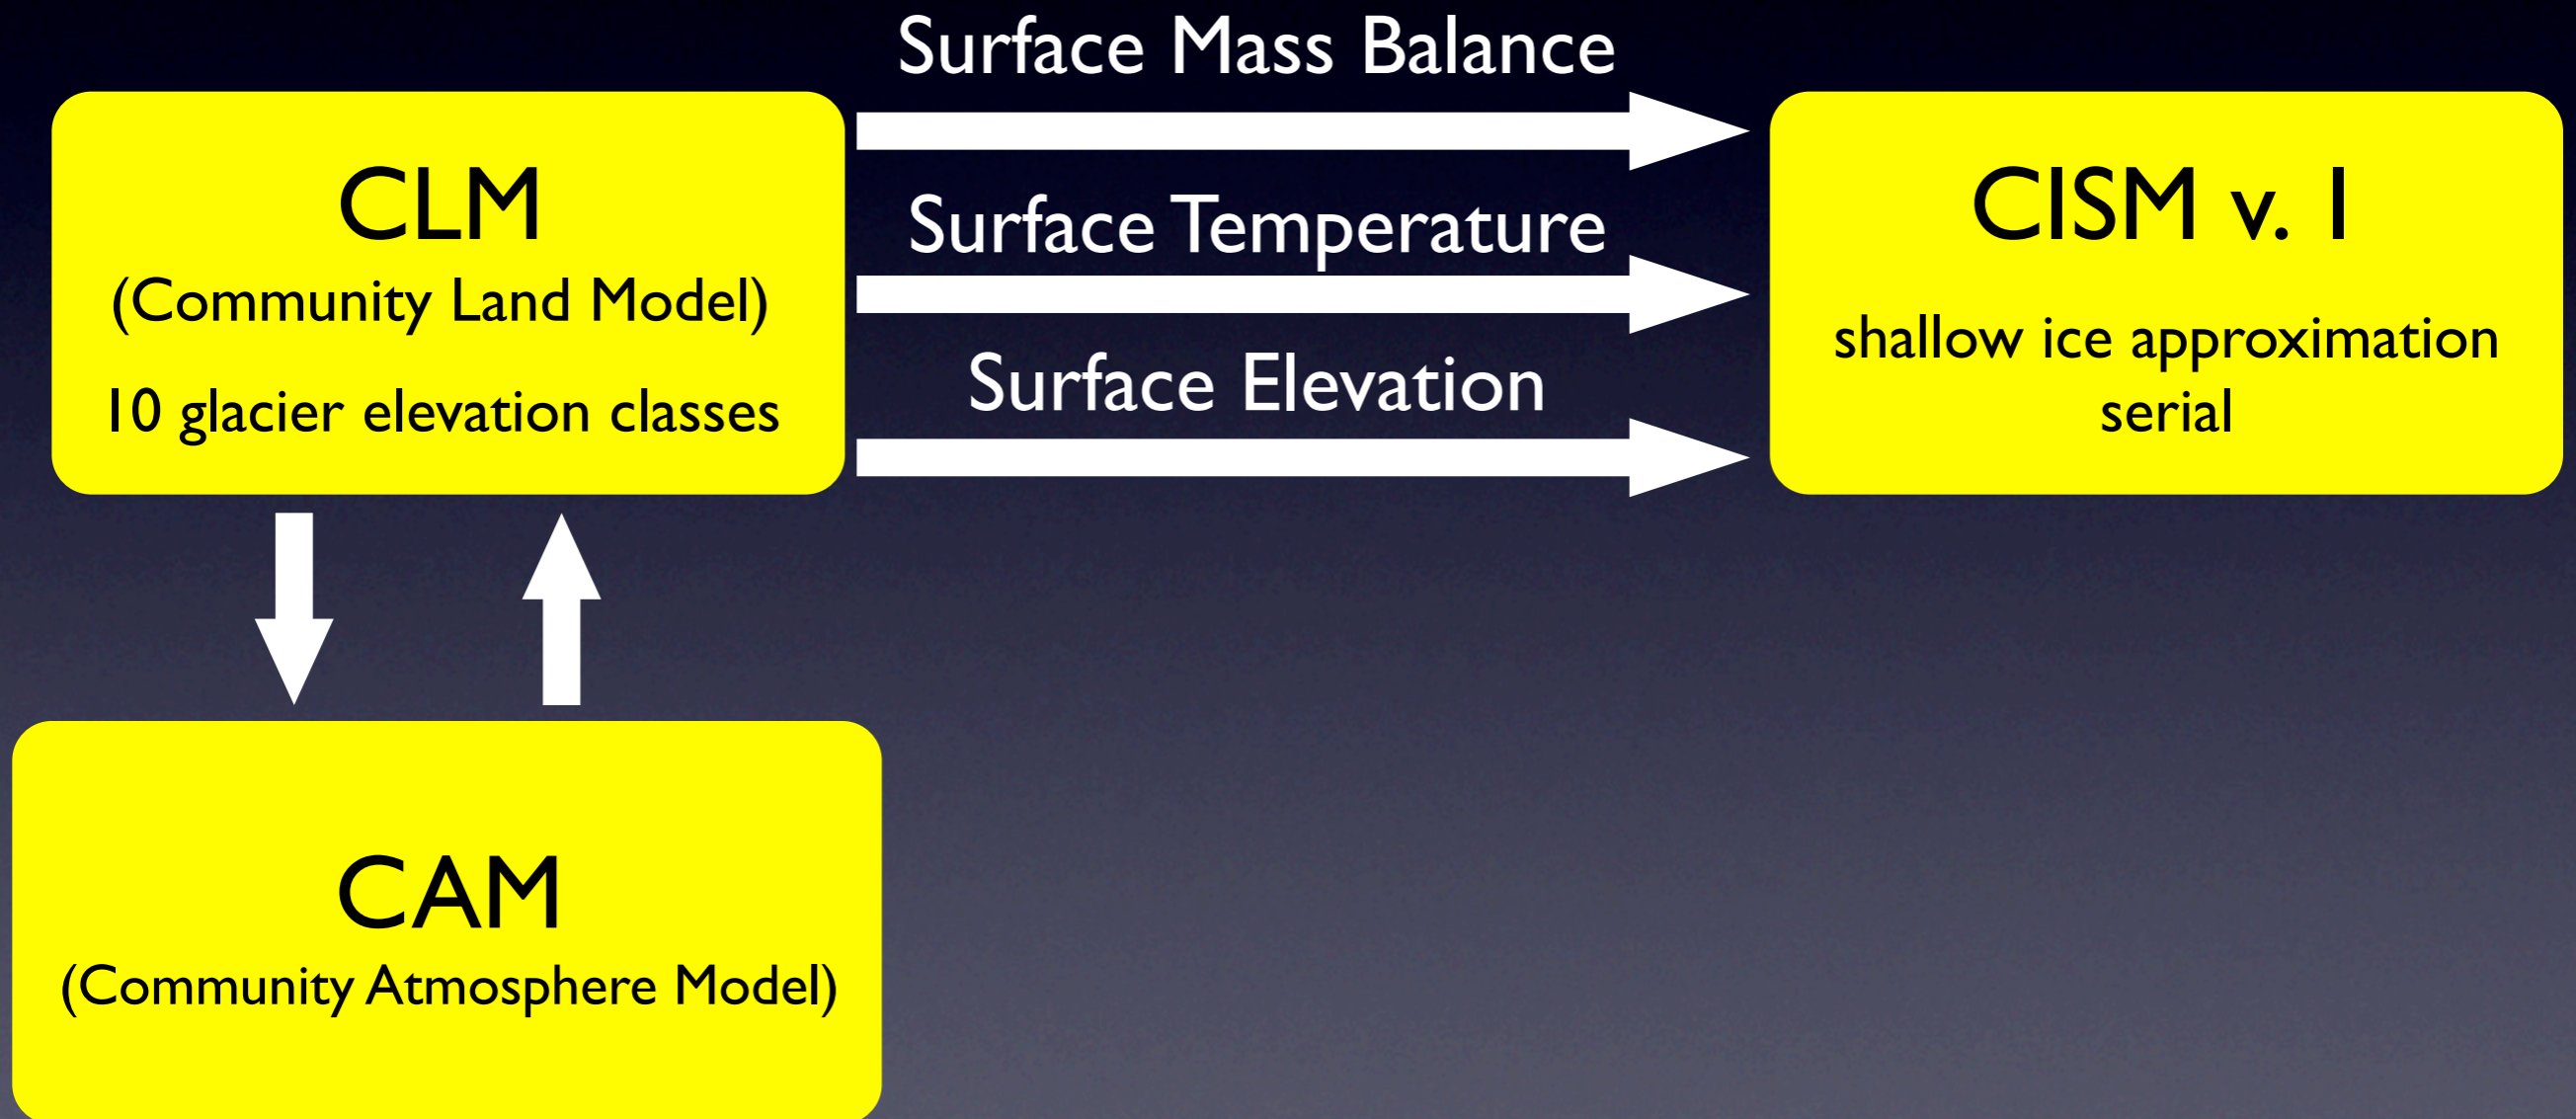 Surface Mass Balance
CLM
(Community Land Model)
10 glacier elevation classes
Surface Temperature
Surface Elevation
CISM v. 1
shallow ice approximation
serial
CAM
(Community Atmosphere Model)